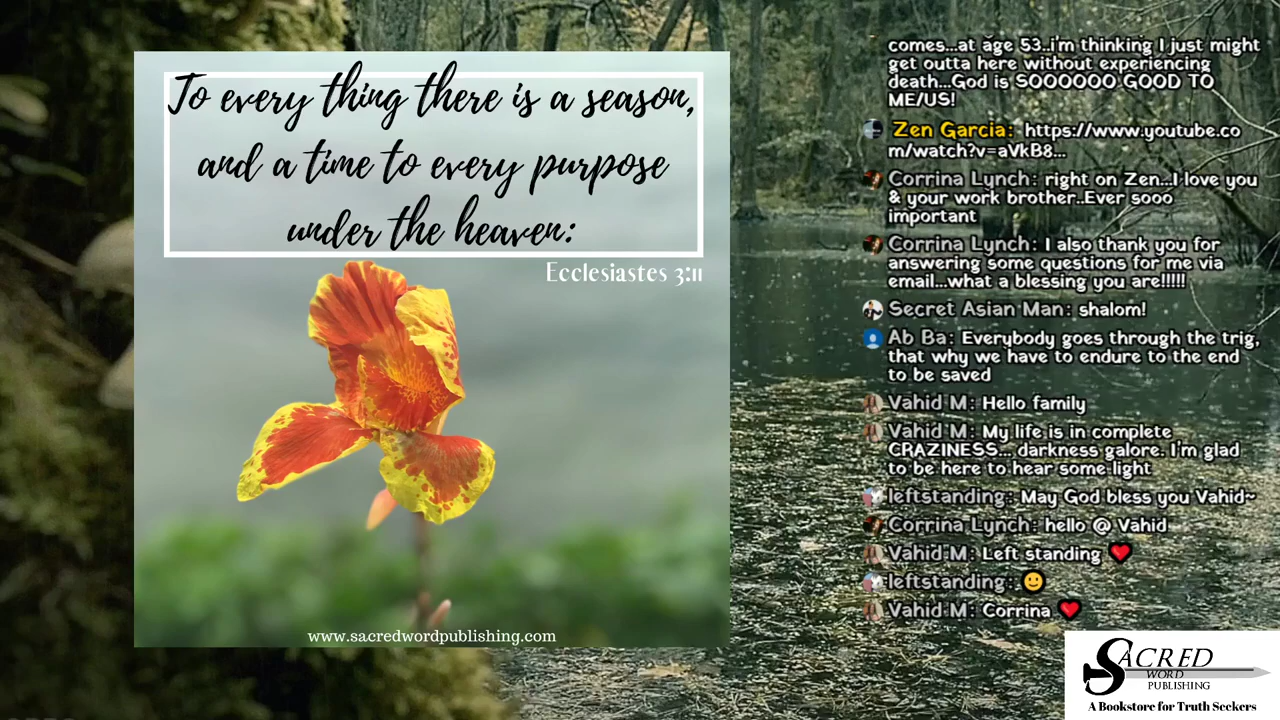 To every thing there is a season,
and a time to every purpose
under the heaven:
Ecclesiastes 3:11
www.sacredwordpublishing.com
comes...at age 53..i'm thinking I just might
get outta here without experiencing
death...God is SOOOOOO GOOD TO
ME/US!
Zen Garcia: https://www.youtube.co
m/watch?v=aVkB8...
Corrina Lynch: right on Zen...I love you
& your work brother..Ever sooo
important
Corrina Lynch: I also thank you for
answering some questions for me via
email...what a blessing you are!!!!!
Secret Asian Man: shalom!
Ab Ba: Everybody goes through the trig,
that why we have to endure to the end
to be saved
Vahid M: Hello family
Vahid M: My life is in complete
CRAZINESS... darkness galore. I'm glad
to be here to hear some light
leftstanding: May God bless you Vahid~
Corrina Lynch: hello @ Vahid
Vahid M: Left standing ❤️
leftstanding: 🙂
Vahid M: Corrina ❤️
SACRED
WORD
PUBLISHING
A Bookstore for Truth Seekers